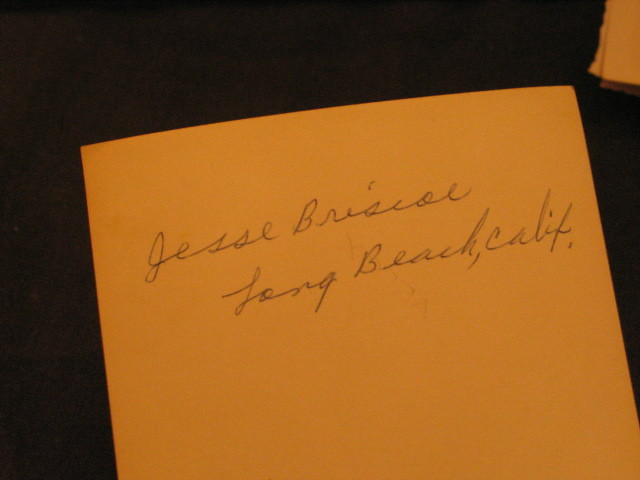 Jesse Briscoe
Long Beach, Calif.